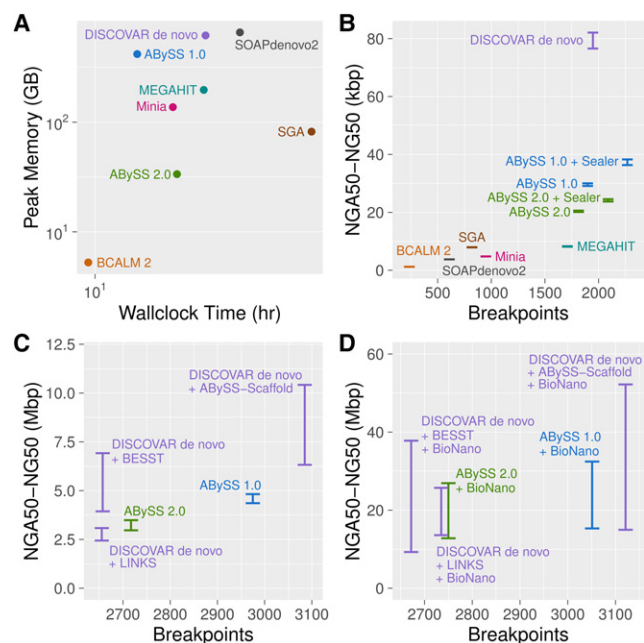 A
DISCOVAR de novo
SOAPdenovo2
ABySS 1.0
MEGAHIT
Minia
SGA
ABySS 2.0
BCALM 2
Peak Memory (GB)
10²
10¹
10¹
Wallclock Time (hr)
B
DISCOVAR de novo
ABySS 1.0 + Sealer
ABySS 1.0
ABySS 2.0 + Sealer
ABySS 2.0
SGA
BCALM 2
Minia
MEGAHIT
SOAPdenovo2
NGA50−NG50 (kbp)
80
60
40
20
0
500
1000
1500
2000
Breakpoints
C
DISCOVAR de novo
+ ABySS−Scaffold
DISCOVAR de novo
+ BESST
ABySS 1.0
ABySS 2.0
DISCOVAR de novo
+ LINKS
NGA50−NG50 (Mbp)
12.5
10.0
7.5
5.0
2.5
0.0
2700
2800
2900
3000
3100
Breakpoints
D
DISCOVAR de novo
+ ABySS−Scaffold
+ BioNano
DISCOVAR de novo
+ BESST
+ BioNano
ABySS 1.0
+ BioNano
ABySS 2.0
+ BioNano
DISCOVAR de novo
+ LINKS
+ BioNano
NGA50−NG50 (Mbp)
60
40
20
0
2700
2800
2900
3000
3100
Breakpoints